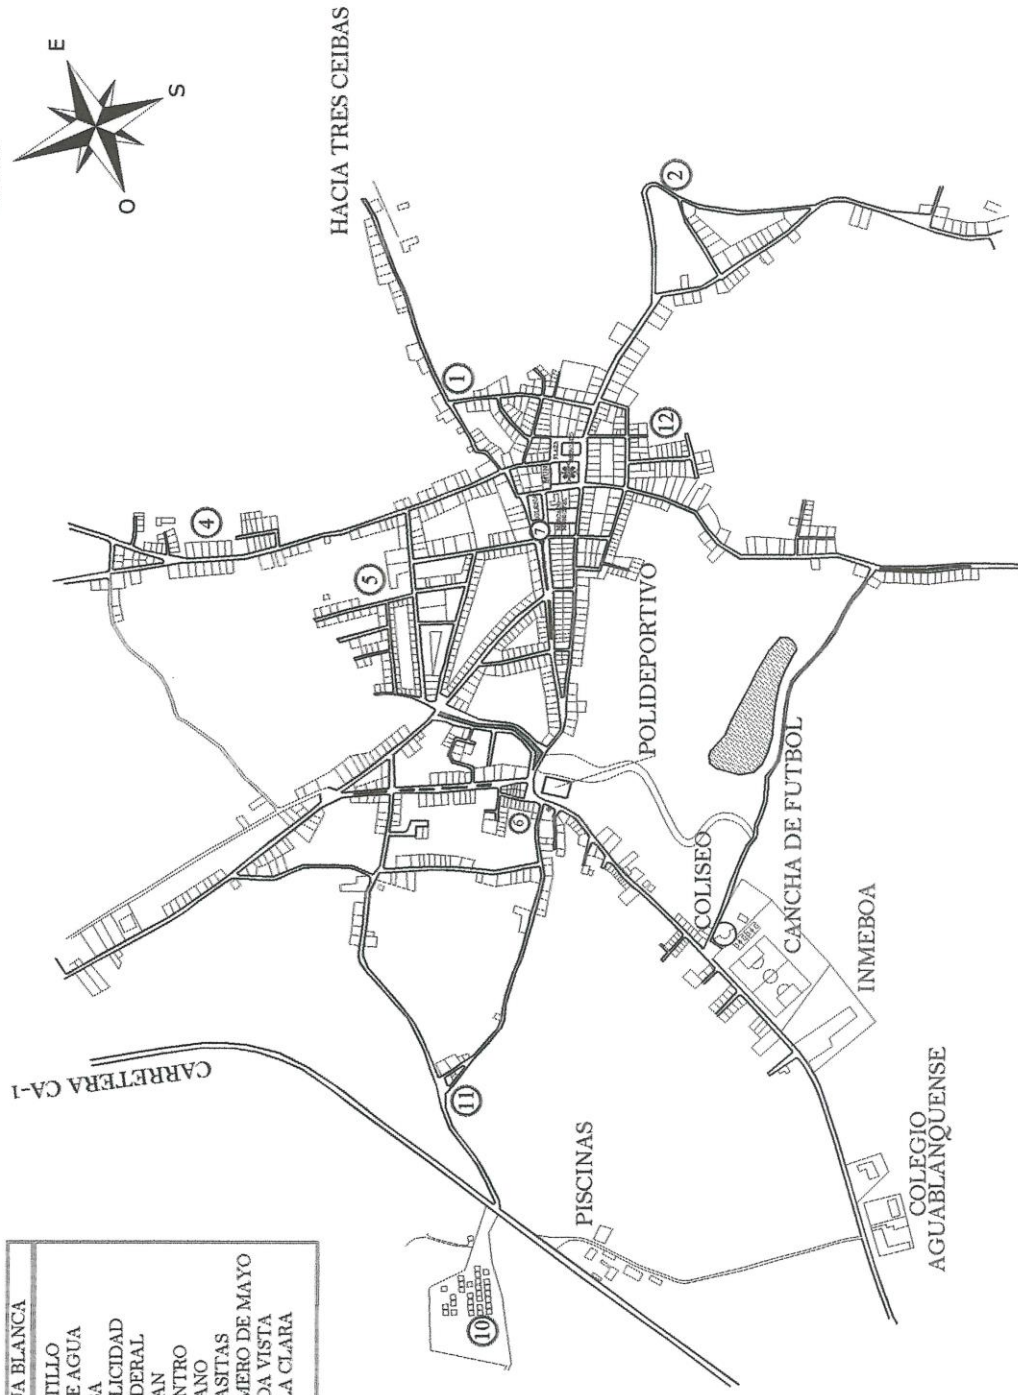 UA BLANCA
TILLO
E AGUA
A
LICIDAD
DERAL
AN
NTRO
ANO
ASITAS
MERO DE MAYO
DA VISTA
LA CLARA
E
S
O
HACIA TRES CEIBAS
1
2
4
5
12
7
6
POLIDEPORTIVO
COLISEO
CANCHA DE FUTBOL
INMEBOA
CARRETERA CA-1
11
10
PISCINAS
COLEGIO
AGUABLANQUENSE